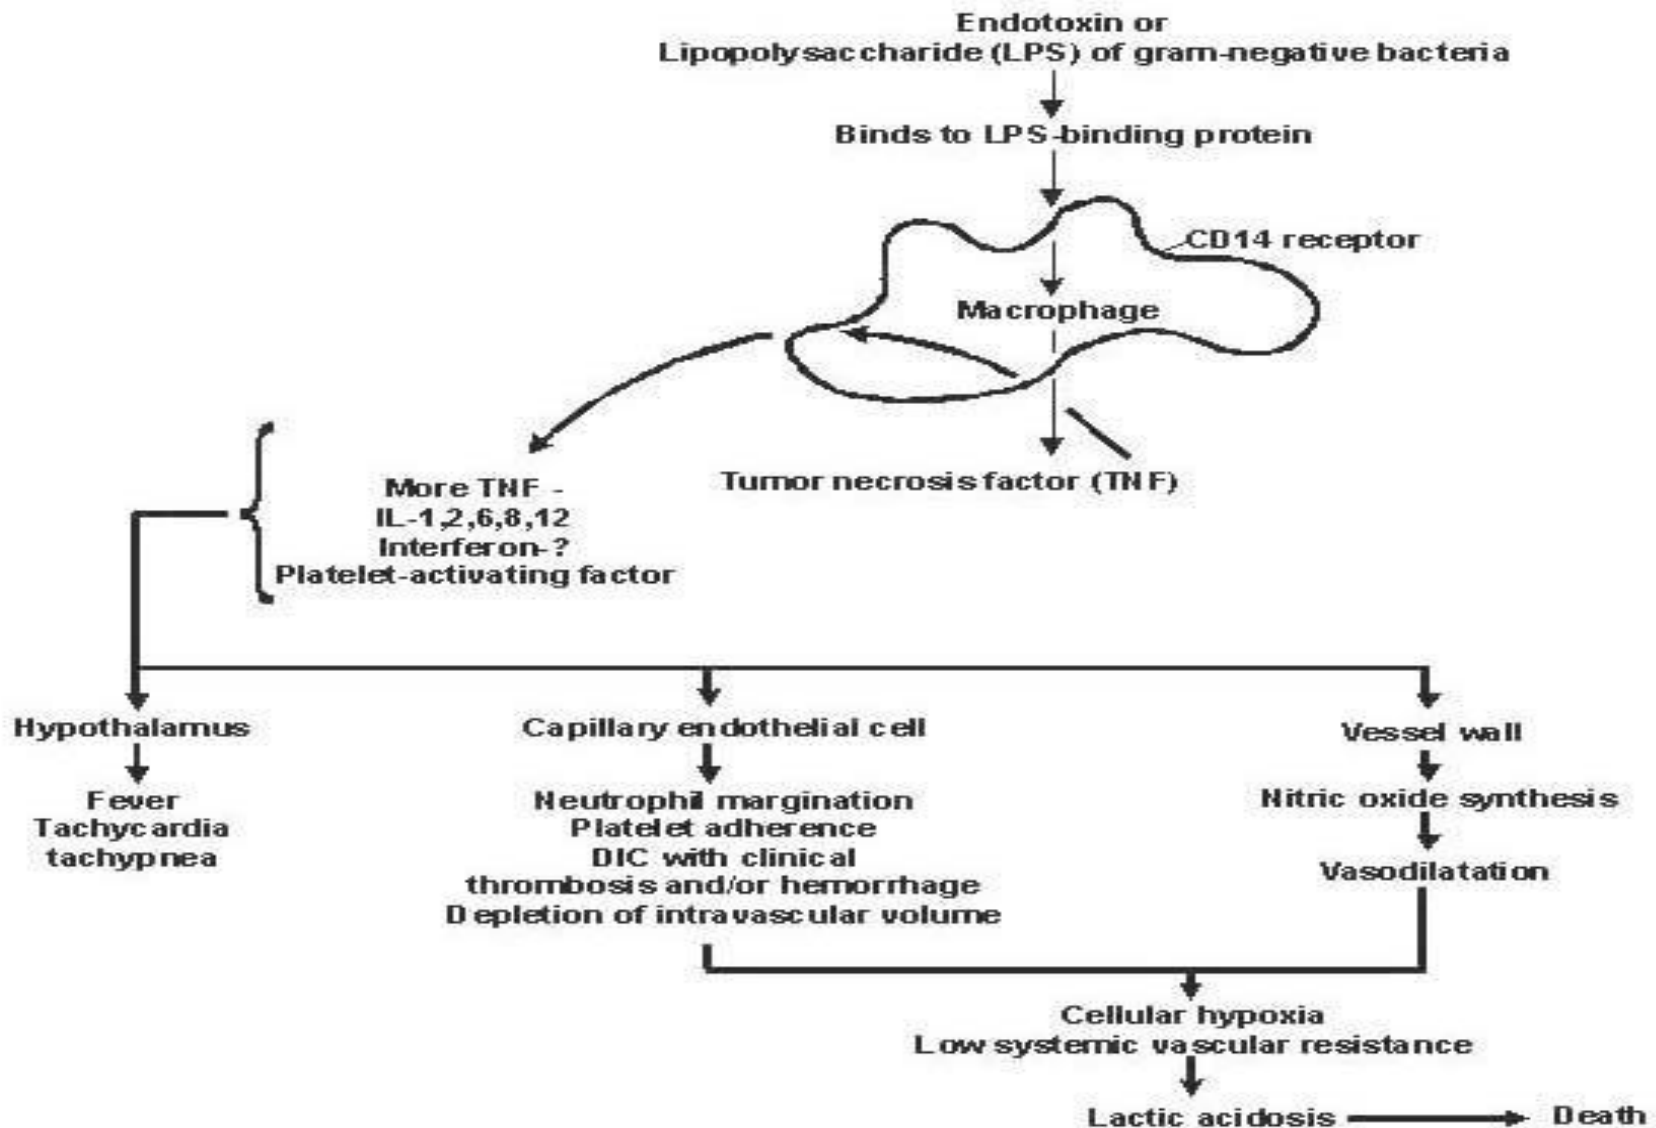 Endotoxin or
Lipopolysaccharide (LPS) of gram-negative bacteria
Binds to LPS-binding protein
CD14 receptor
Macrophage
Tumor necrosis factor (TNF)
More TNF -
IL-1,2,6,8,12
Interferon-?
Platelet-activating factor
Hypothalamus
Fever
Tachycardia
tachypnea
Capillary endothelial cell
Neutrophil margination
Platelet adherence
DIC with clinical
thrombosis and/or hemorrhage
Depletion of intravascular volume
Vessel wall
Nitric oxide synthesis
Vasodilatation
Cellular hypoxia
Low systemic vascular resistance
Lactic acidosis
Death